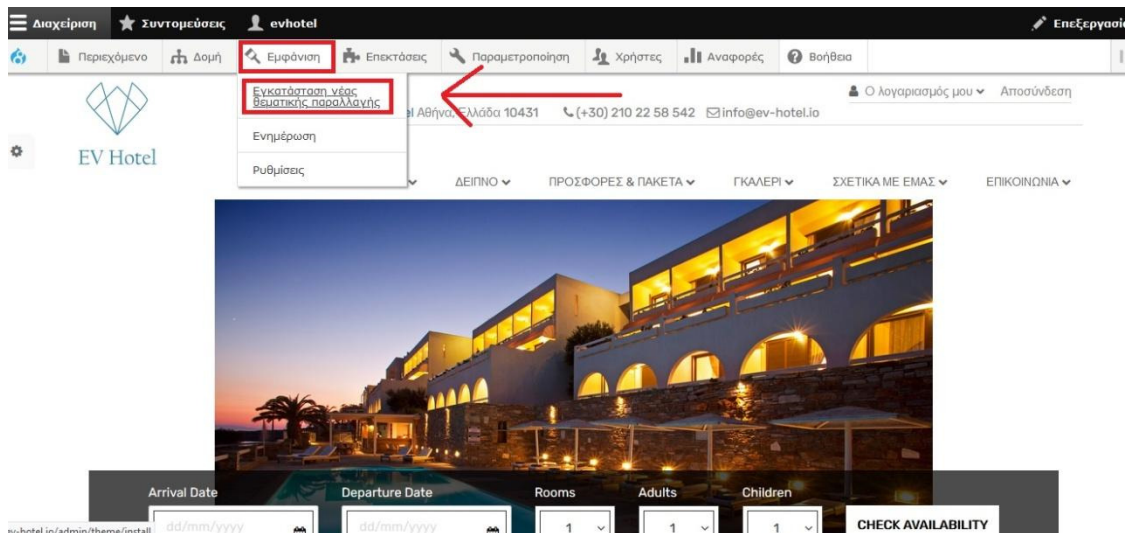 Διαχείριση Συντομεύσεις evhotel Επεξεργασία
Περιεχόμενο Δομή Εμφάνιση Επεκτάσεις Παραμετροποίηση Χρήστες Αναφορές Βοήθεια
Εγκατάσταση νέας
θεματικής παραλλαγής
Ενημέρωση
Ρυθμίσεις
Ο λογαριασμός μου Αποσύνδεση
Αθήνα, Ελλάδα 10431 (+30) 210 22 58 542 info@ev-hotel.io
EV Hotel
ΔΕΙΠΝΟ ΠΡΟΣΦΟΡΕΣ & ΠΑΚΕΤΑ ΓΚΑΛΕΡΙ ΣΧΕΤΙΚΑ ΜΕ ΕΜΑΣ ΕΠΙΚΟΙΝΩΝΙΑ
Arrival Date Departure Date Rooms Adults Children
dd/mm/yyyy dd/mm/yyyy 1 1 1 CHECK AVAILABILITY
ev-hotel.io/admin/theme/install